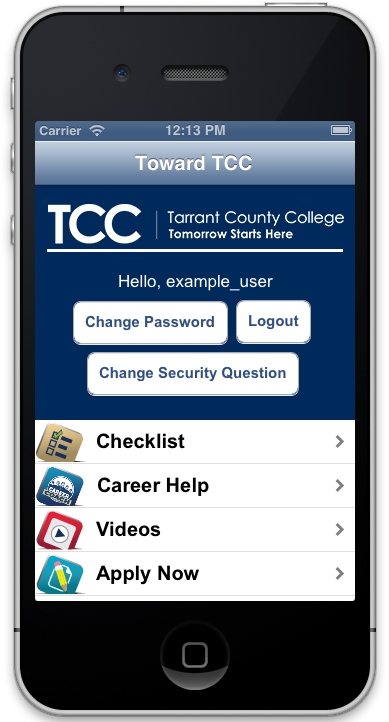 Carrier 12:13 PM
Toward TCC
TCC Tarrant County College
Tomorrow Starts Here
Hello, example_user
Change Password Logout
Change Security Question
Checklist
CAREER
Career Help
Videos
Apply Now